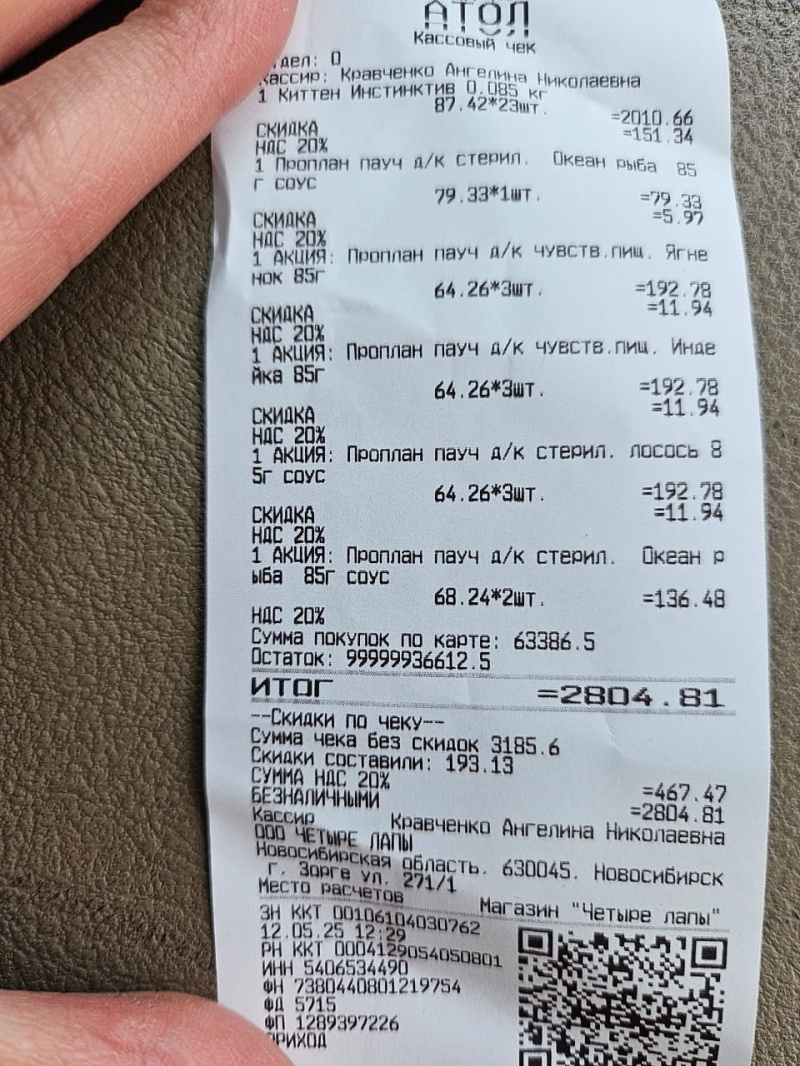 АТОЛ
Кассовый чек
дел: 0
Кассир: Кравченко Ангелина Николаевна
1 Киттен Инстинктив 0,085 кг
87.42*23шт. =2010.66
СКИДКА =151.34
НДС 20%
1 Проплан пауч д/к стерил. Океан рыба 85
г соус
79.33*1шт. =79.33
СКИДКА =5.97
НДС 20%
1 АКЦИЯ: Проплан пауч д/к чувств.пищ. Ягне
нок 85г
64.26*3шт. =192.78
СКИДКА =11.94
НДС 20%
1 АКЦИЯ: Проплан пауч д/к чувств.пищ. Инде
йка 85г
64.26*3шт. =192.78
СКИДКА =11.94
НДС 20%
1 АКЦИЯ: Проплан пауч д/к стерил. лосось 8
5г соус
64.26*3шт. =192.78
СКИДКА =11.94
НДС 20%
1 АКЦИЯ: Проплан пауч д/к стерил. Океан р
ыба 85г соус
68.24*2шт. =136.48
НДС 20%
Сумма покупок по карте: 63386.5
Остаток: 99999936612.5
ИТОГ =2804.81
--Скидки по чеку--
Сумма чека без скидок 3185.6
Скидки составили: 193.13
СУММА НДС 20% =467.47
БЕЗНАЛИЧНЫМИ =2804.81
Кассир Кравченко Ангелина Николаевна
ООО ЧЕТЫРЕ ЛАПЫ
Новосибирская область, 630045, Новосибирск
г, Зорге ул, 271/1
Место расчетов Магазин "Четыре лапы"
ЗН ККТ 00106104030762
12.05.25 12:29
РН ККТ 0004129054050801
ИНН 5406534490
ФН 7380440801219754
ФД 5715
ФП 1289397226
ПРИХОД